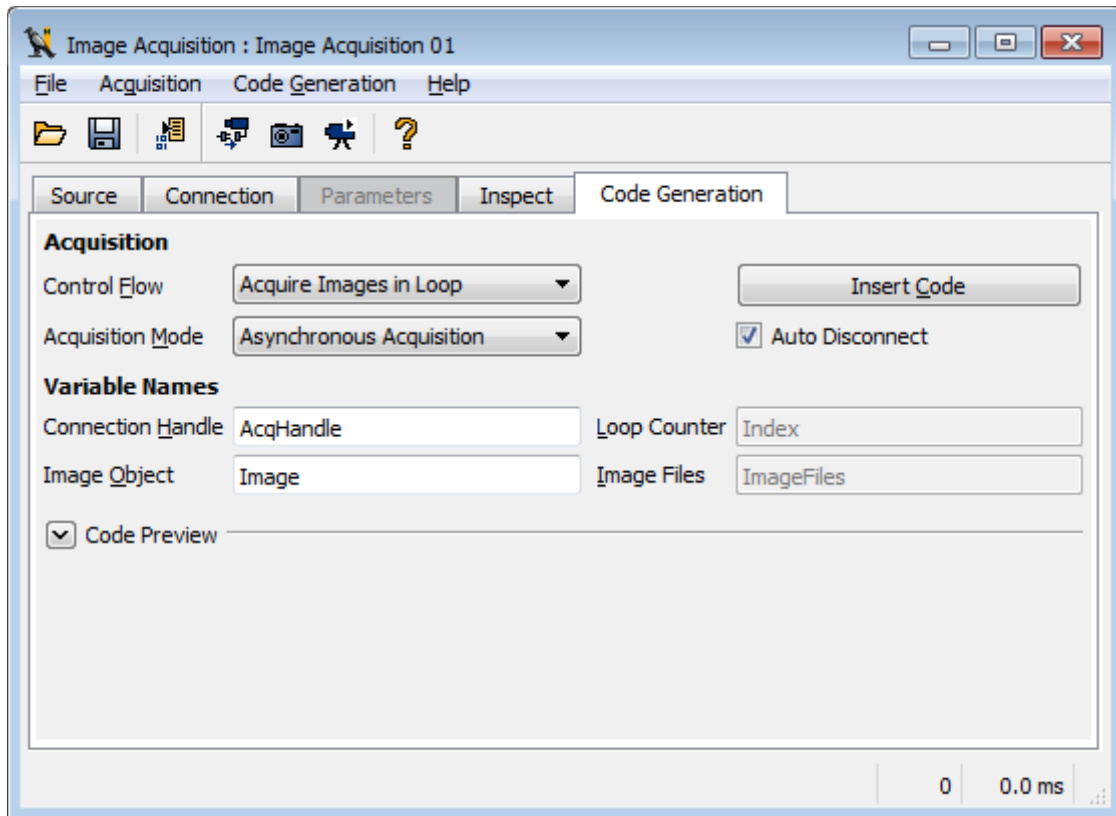 Image Acquisition : Image Acquisition 01
File Acquisition Code Generation Help
Source Connection Parameters Inspect Code Generation
Acquisition
Control Flow Acquire Images in Loop Insert Code
Acquisition Mode Asynchronous Acquisition Auto Disconnect
Variable Names
Connection Handle AcqHandle Loop Counter Index
Image Object Image Image Files ImageFiles
Code Preview
0 0.0 ms